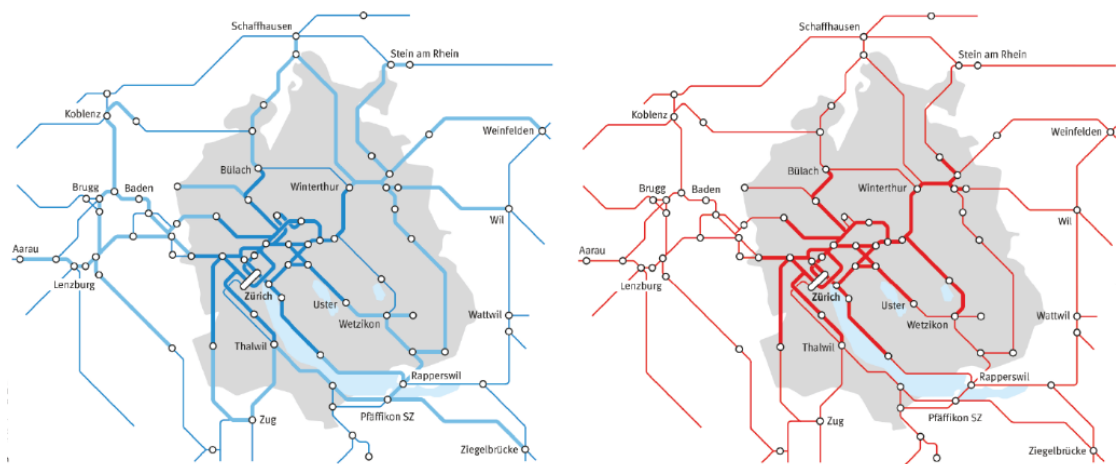 Schaffhausen
Stein am Rhein
Koblenz
Weinfelden
Bülach
Brugg
Baden
Winterthur
Wil
Aarau
Lenzburg
Zürich
Uster
Wetzikon
Wattwil
Thalwil
Rapperswil
Zug
Pfäffikon SZ
Ziegelbrücke
Schaffhausen
Stein am Rhein
Koblenz
Weinfelden
Bülach
Brugg
Baden
Winterthur
Wil
Aarau
Lenzburg
Zürich
Uster
Wetzikon
Wattwil
Thalwil
Rapperswil
Zug
Pfäffikon SZ
Ziegelbrücke